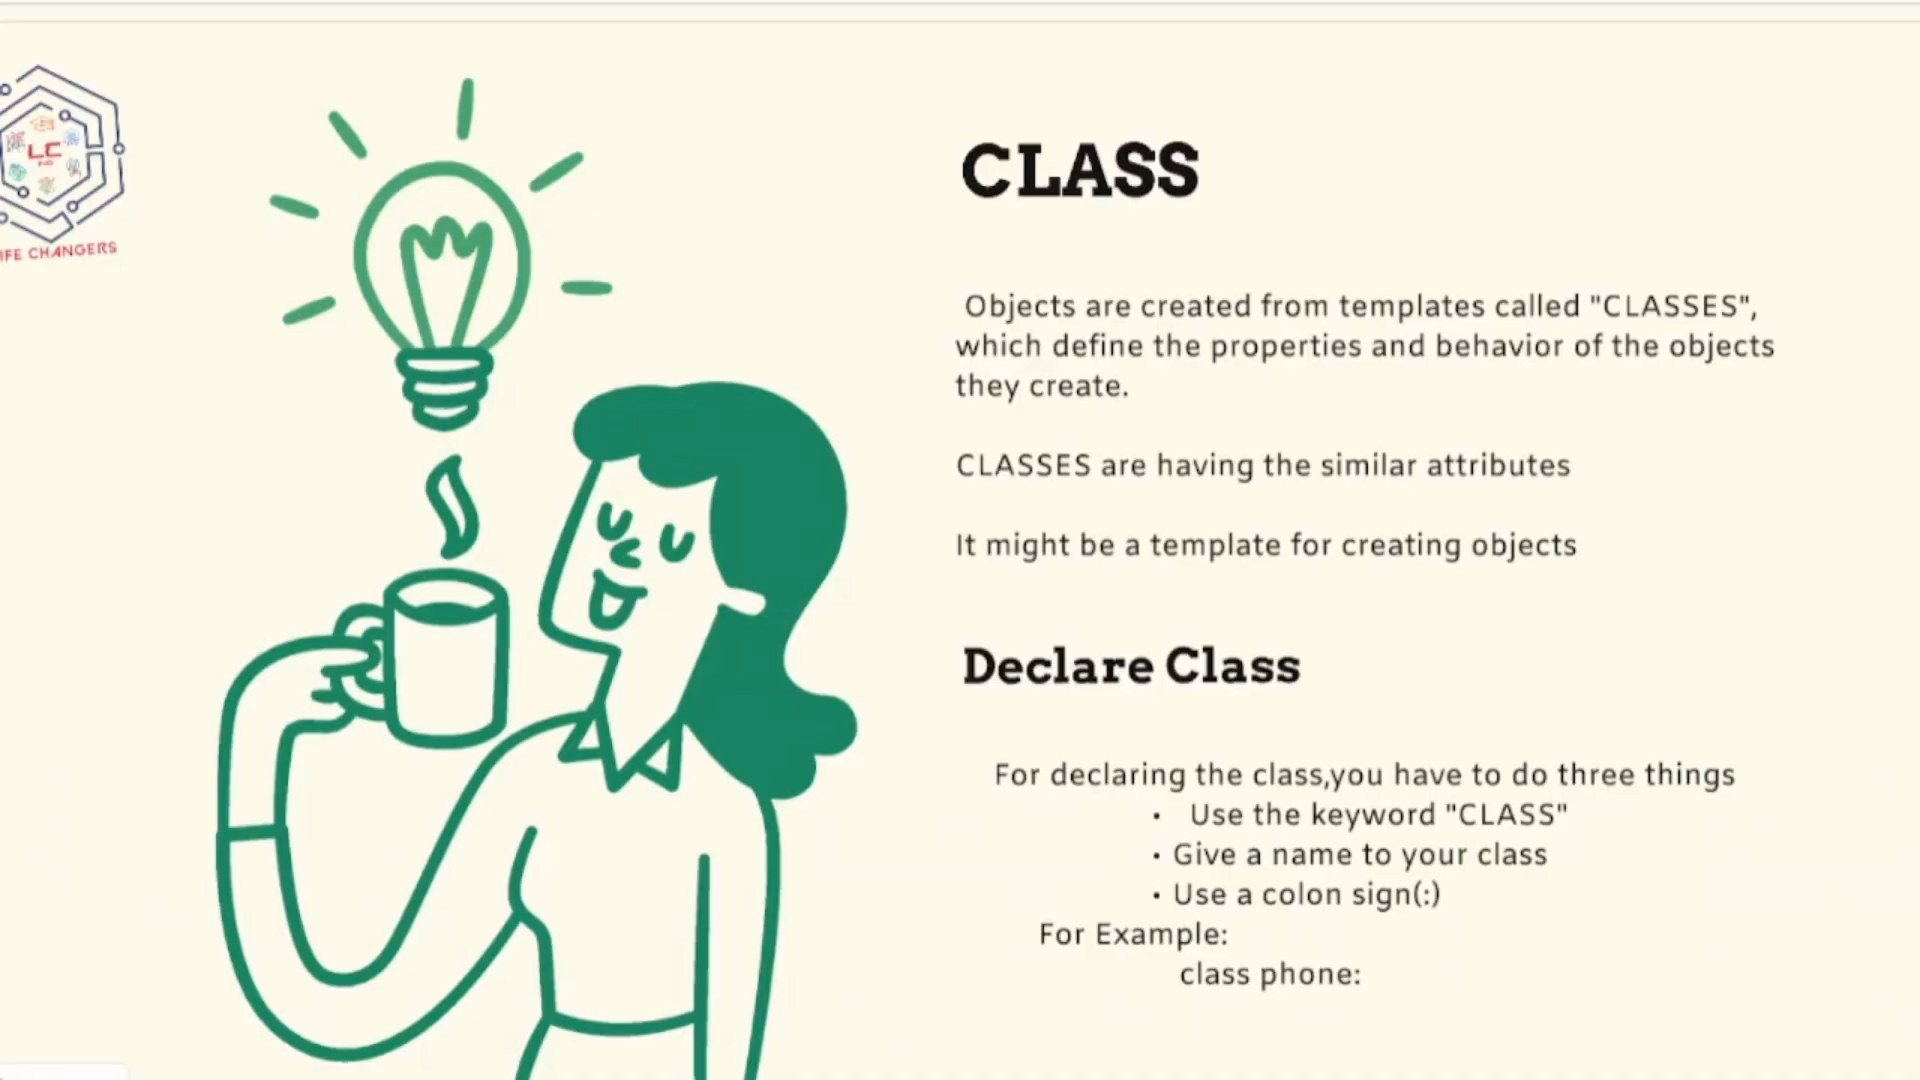 LC
IFE CHANGERS
CLASS
Objects are created from templates called "CLASSES",
which define the properties and behavior of the objects
they create.
CLASSES are having the similar attributes
It might be a template for creating objects
Declare Class
For declaring the class,you have to do three things
• Use the keyword "CLASS"
• Give a name to your class
• Use a colon sign(:)
For Example:
class phone: